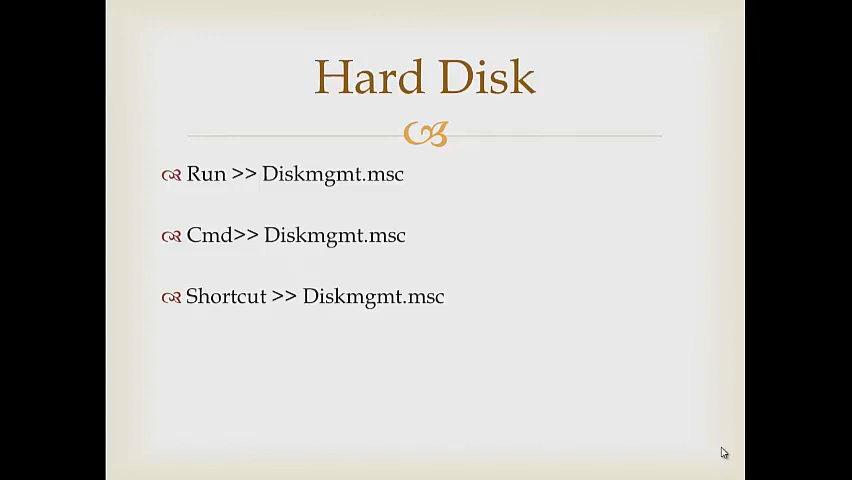 Hard Disk
Run >> Diskmgmt.msc
Cmd>> Diskmgmt.msc
Shortcut >> Diskmgmt.msc